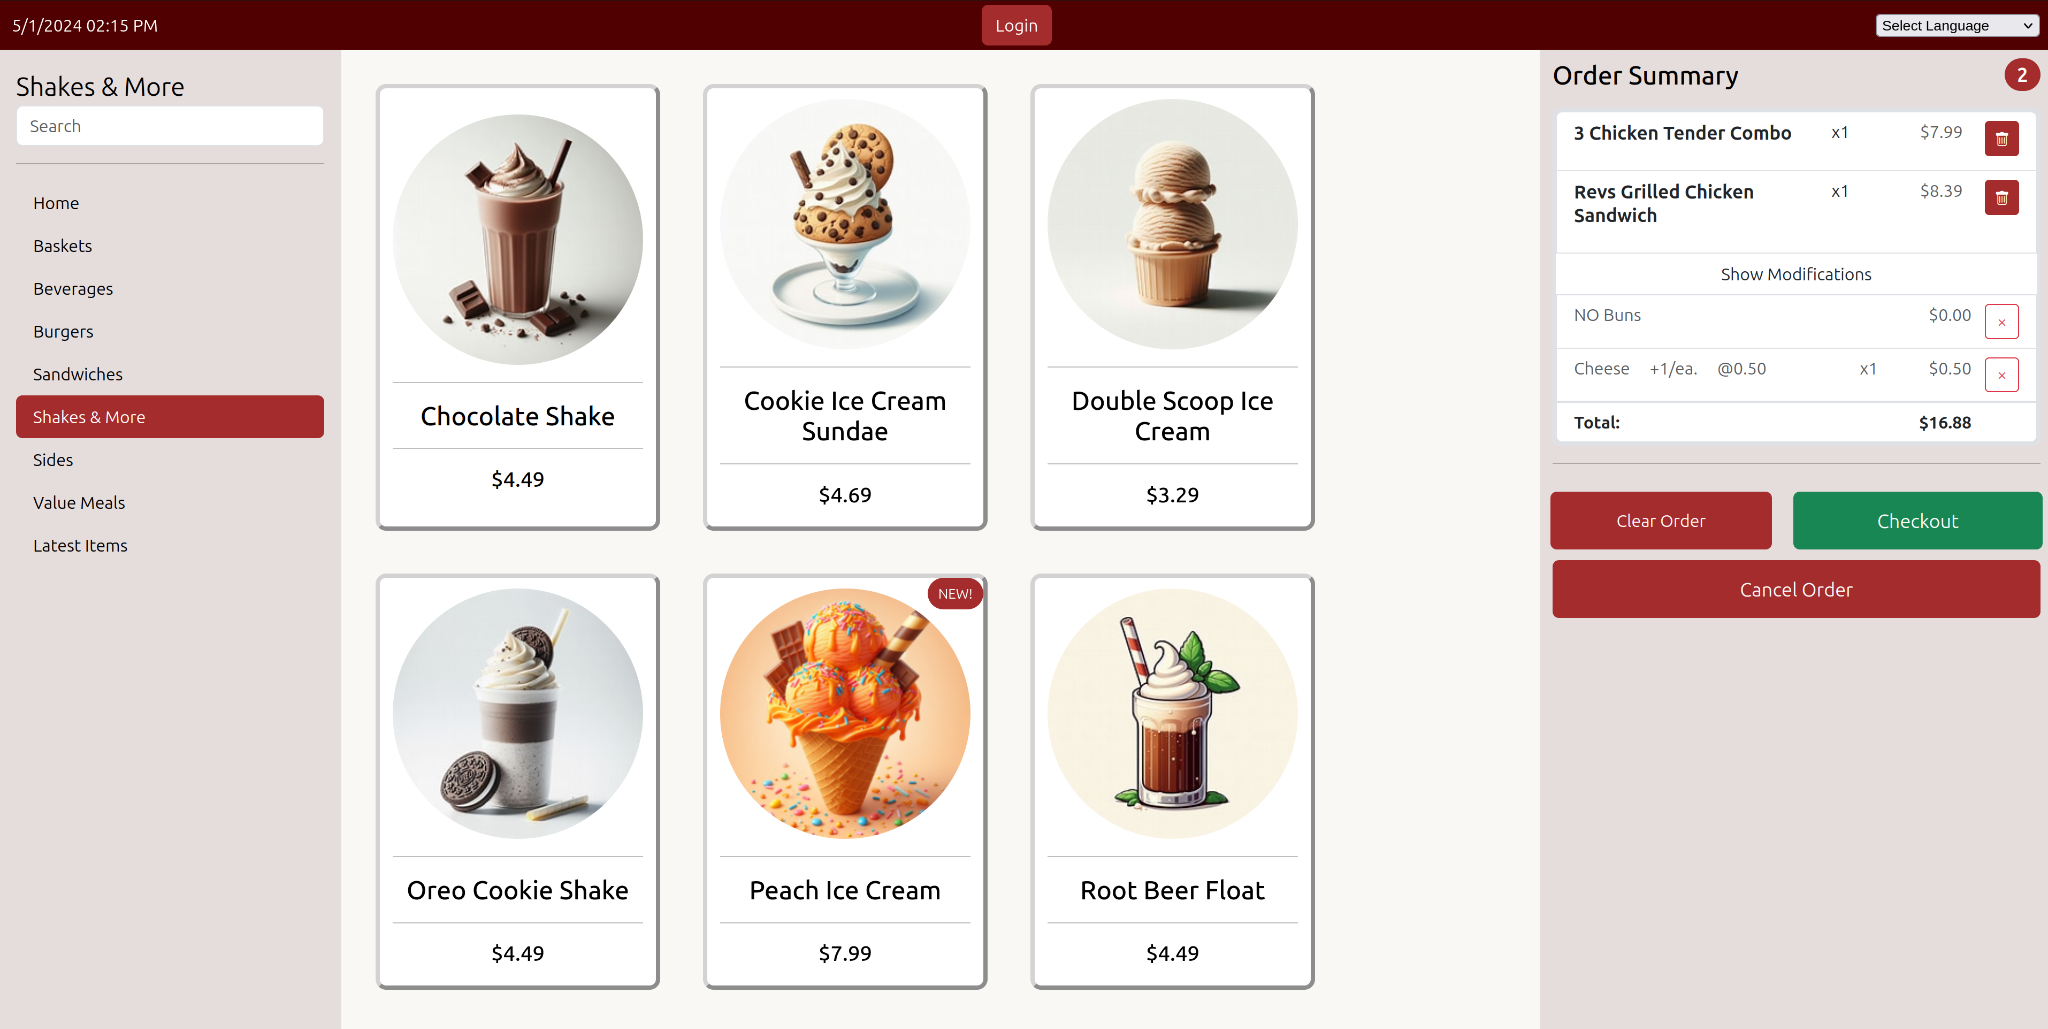 5/1/2024 02:15 PM
Login
Select Language
Shakes & More
Search
Home
Baskets
Beverages
Burgers
Sandwiches
Shakes & More
Sides
Value Meals
Latest Items
Chocolate Shake
$4.49
Cookie Ice Cream
Sundae
$4.69
Double Scoop Ice
Cream
$3.29
Oreo Cookie Shake
$4.49
NEW!
Peach Ice Cream
$7.99
Root Beer Float
$4.49
Order Summary
2
3 Chicken Tender Combo x1 $7.99
Revs Grilled Chicken x1 $8.39
Sandwich
Show Modifications
NO Buns $0.00 ×
Cheese +1/ea. @0.50 x1 $0.50 ×
Total: $16.88
Clear Order
Checkout
Cancel Order